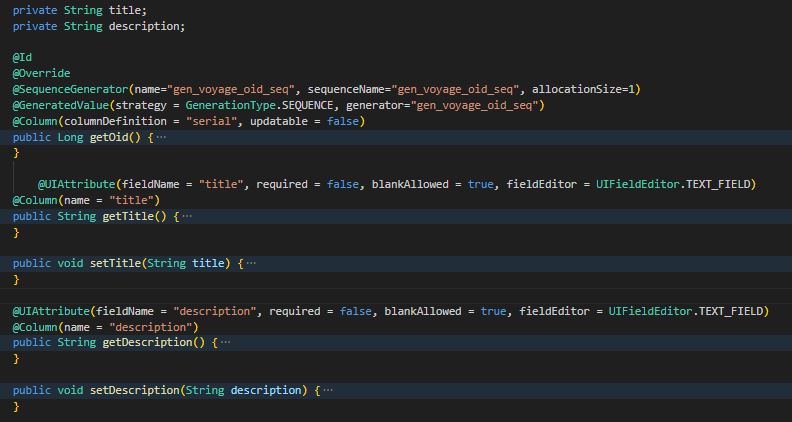 private String title;
private String description;
@Id
@Override
@SequenceGenerator(name="gen_voyage_oid_seq", sequenceName="gen_voyage_oid_seq", allocationSize=1)
@GeneratedValue(strategy = GenerationType.SEQUENCE, generator="gen_voyage_oid_seq")
@Column(columnDefinition = "serial", updatable = false)
public Long getOid() {···
}
@UIAttribute(fieldName = "title", required = false, blankAllowed = true, fieldEditor = UIFieldEditor.TEXT_FIELD)
@Column(name = "title")
public String getTitle() {···
}
public void setTitle(String title) {···
}
@UIAttribute(fieldName = "description", required = false, blankAllowed = true, fieldEditor = UIFieldEditor.TEXT_FIELD)
@Column(name = "description")
public String getDescription() {···
}
public void setDescription(String description) {···
}